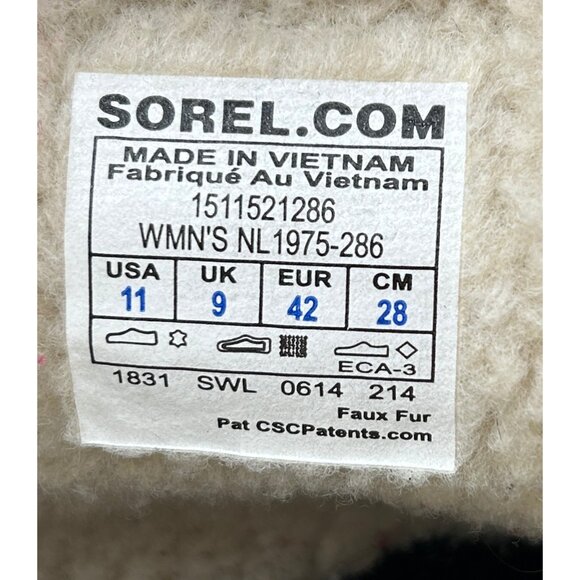 SOREL.COM
MADE IN VIETNAM
Fabriqué Au Vietnam
1511521286
WMN'S NL1975-286
USA UK EUR CM
11 9 42 28
ECA-3
1831 SWL 0614 214
Faux Fur
Pat CSCPatents.com